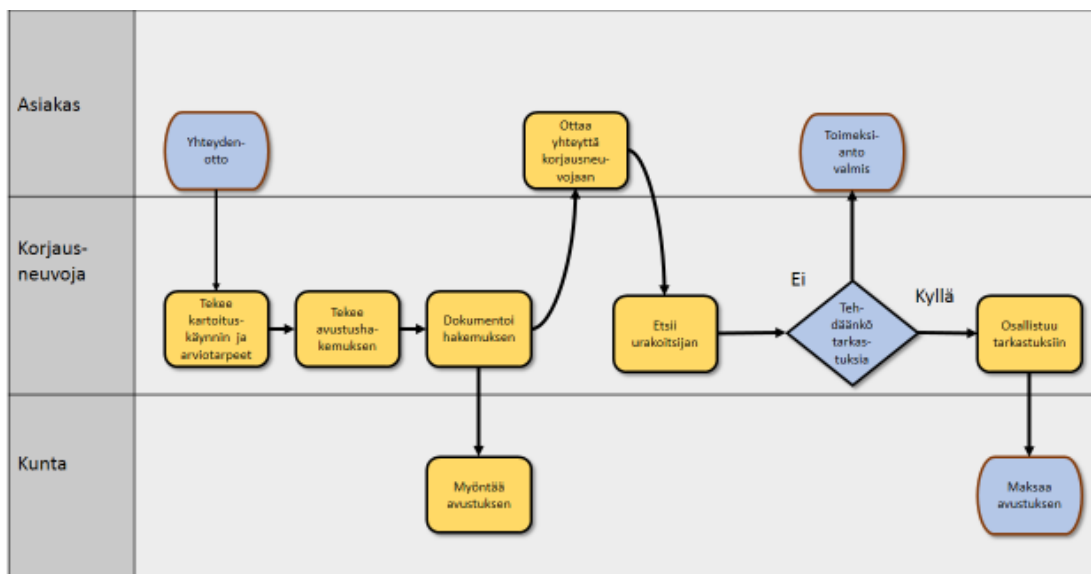 Asiakas
Yhteyden-
otto
Ottaa
yhteyttä
korjausneu-
vojaan
Toimeksi-
anto
valmis
Korjaus-
neuvoja
Tekee
kartoitus-
käynnin ja
arviotarpeet
Tekee
avustusha-
kemuksen
Dokumentoi
hakemuksen
Etsii
urakoitsijan
Ei
Teh-
däänkö
tarkas-
tuksia
Kyllä
Osallistuu
tarkastuksiin
Kunta
Myöntää
avustuksen
Maksaa
avustuksen